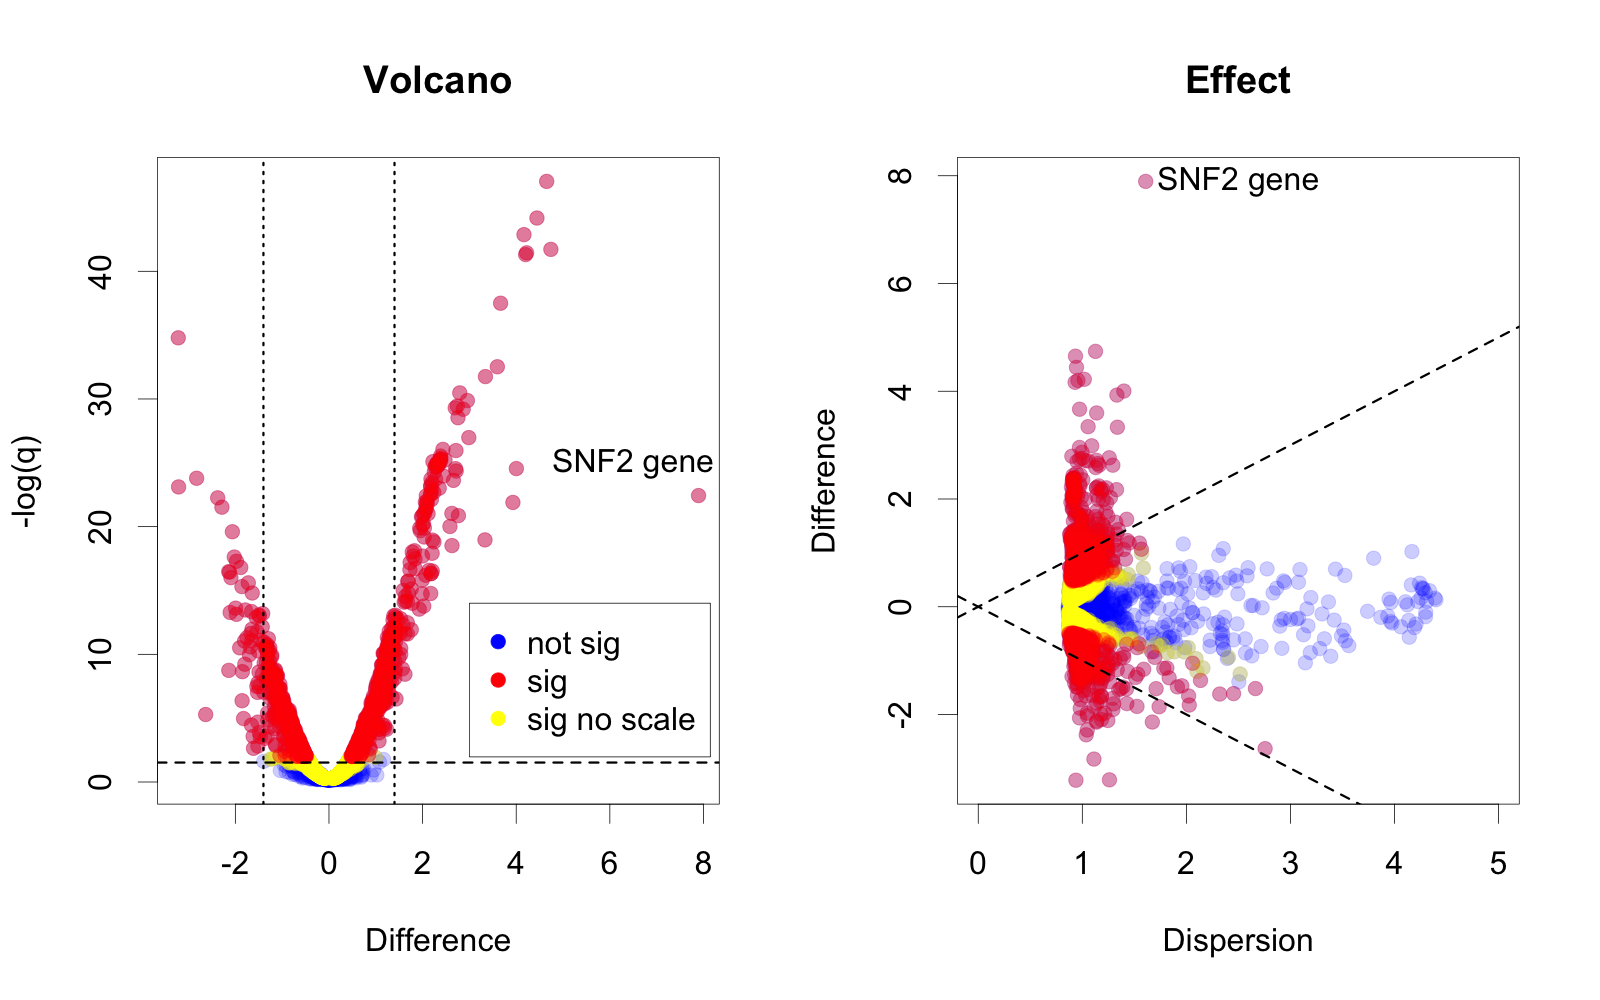 Volcano
-log(q)
40
30
20
10
0
SNF2 gene
not sig
sig
sig no scale
-2 0 2 4 6 8
Difference
Effect
Difference
8
6
4
2
0
-2
SNF2 gene
0 1 2 3 4 5
Dispersion